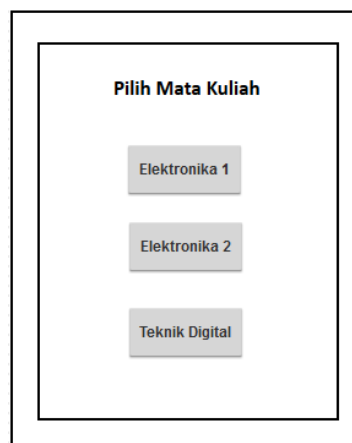 Pilih Mata Kuliah
Elektronika 1
Elektronika 2
Teknik Digital